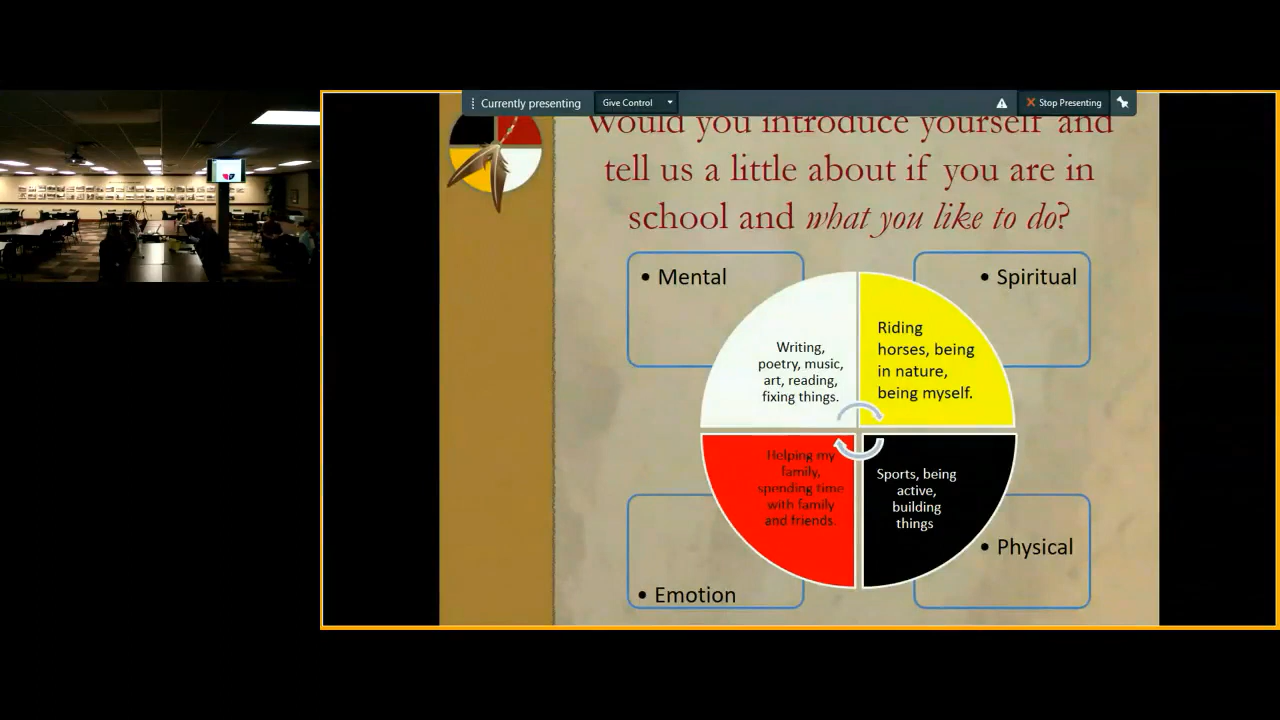 Currently presenting
Give Control
Stop Presenting
Would you introduce yourself and
tell us a little about if you are in
school and what you like to do?
• Mental
• Spiritual
Writing,
poetry, music,
art, reading,
fixing things.
Riding
horses, being
in nature,
being myself.
Helping my
family,
spending time
with family
and friends.
Sports, being
active,
building
things
• Emotion
• Physical